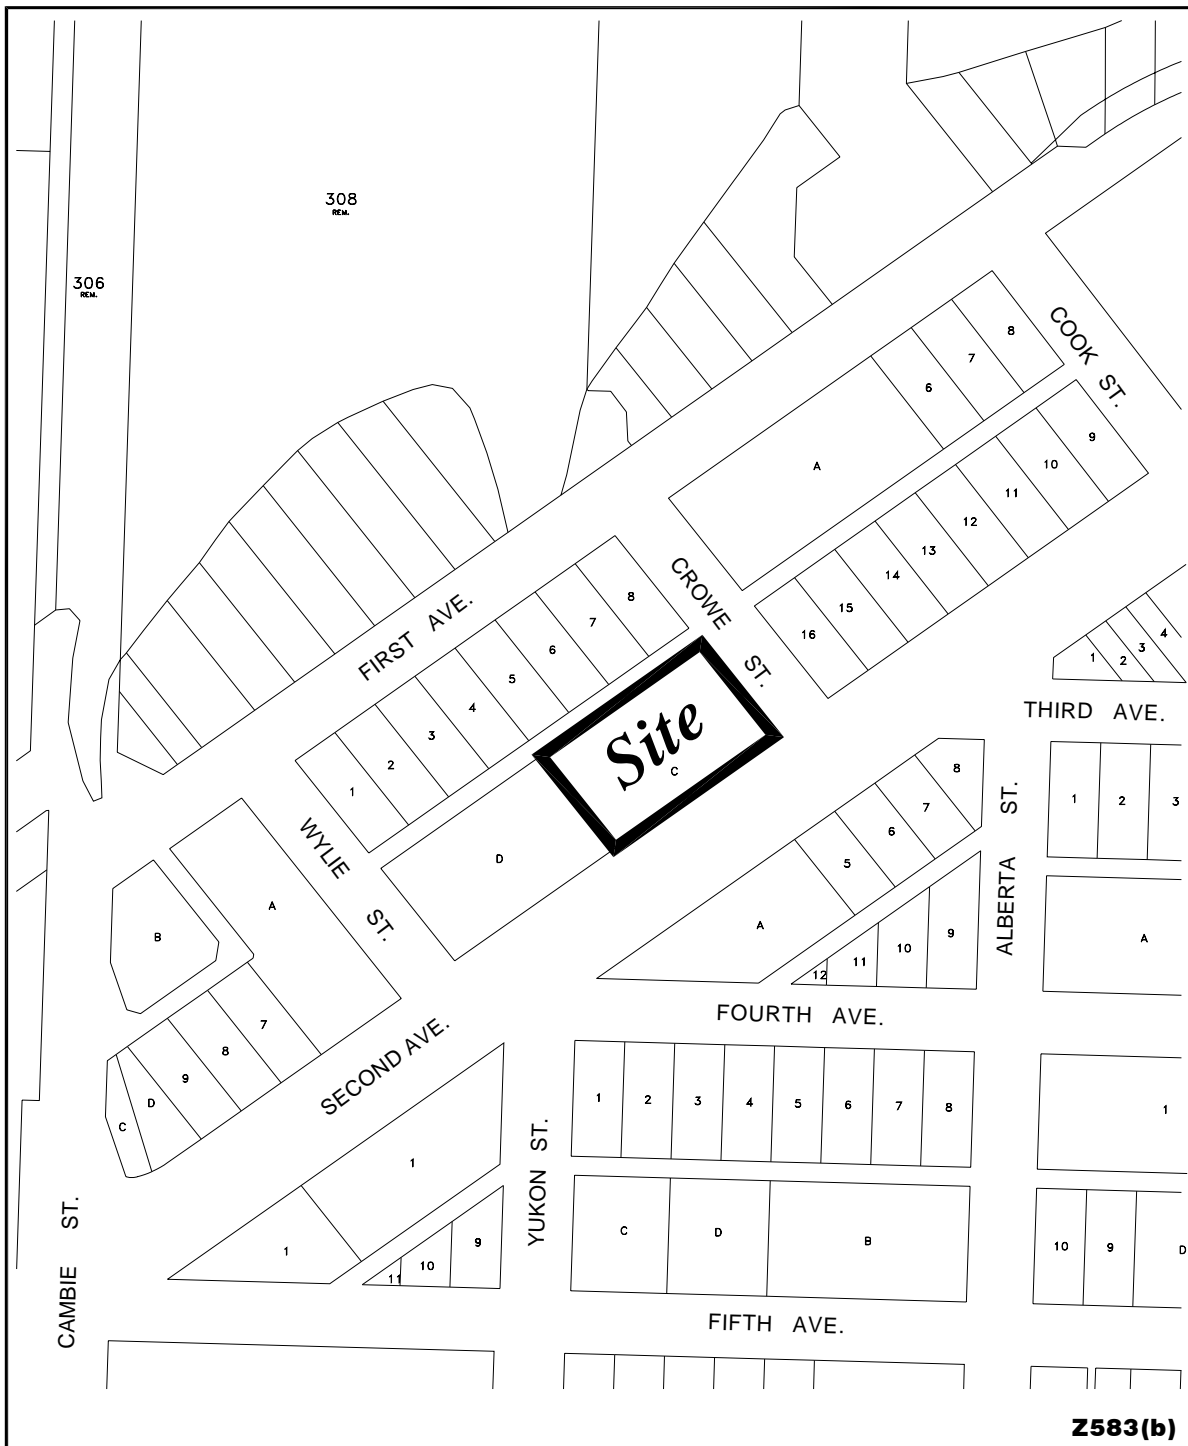 308
REM.
306
REM.
COOK ST.
8
7
6
A
9
10
11
12
13
14
15
16
CROWE ST.
FIRST AVE.
8
7
6
5
4
3
2
1
Site
C
D
WYLIE ST.
A
B
7
8
9
D
C
SECOND AVE.
1 2 3 4
THIRD AVE.
8
7
6
5
A
9
10
11
12
ALBERTA ST.
1 2 3
A
FOURTH AVE.
1 2 3 4 5 6 7 8
1
C D B
10 9 D
YUKON ST.
1
1
9
10
11
CAMBIE ST.
FIFTH AVE.
Z583(b)